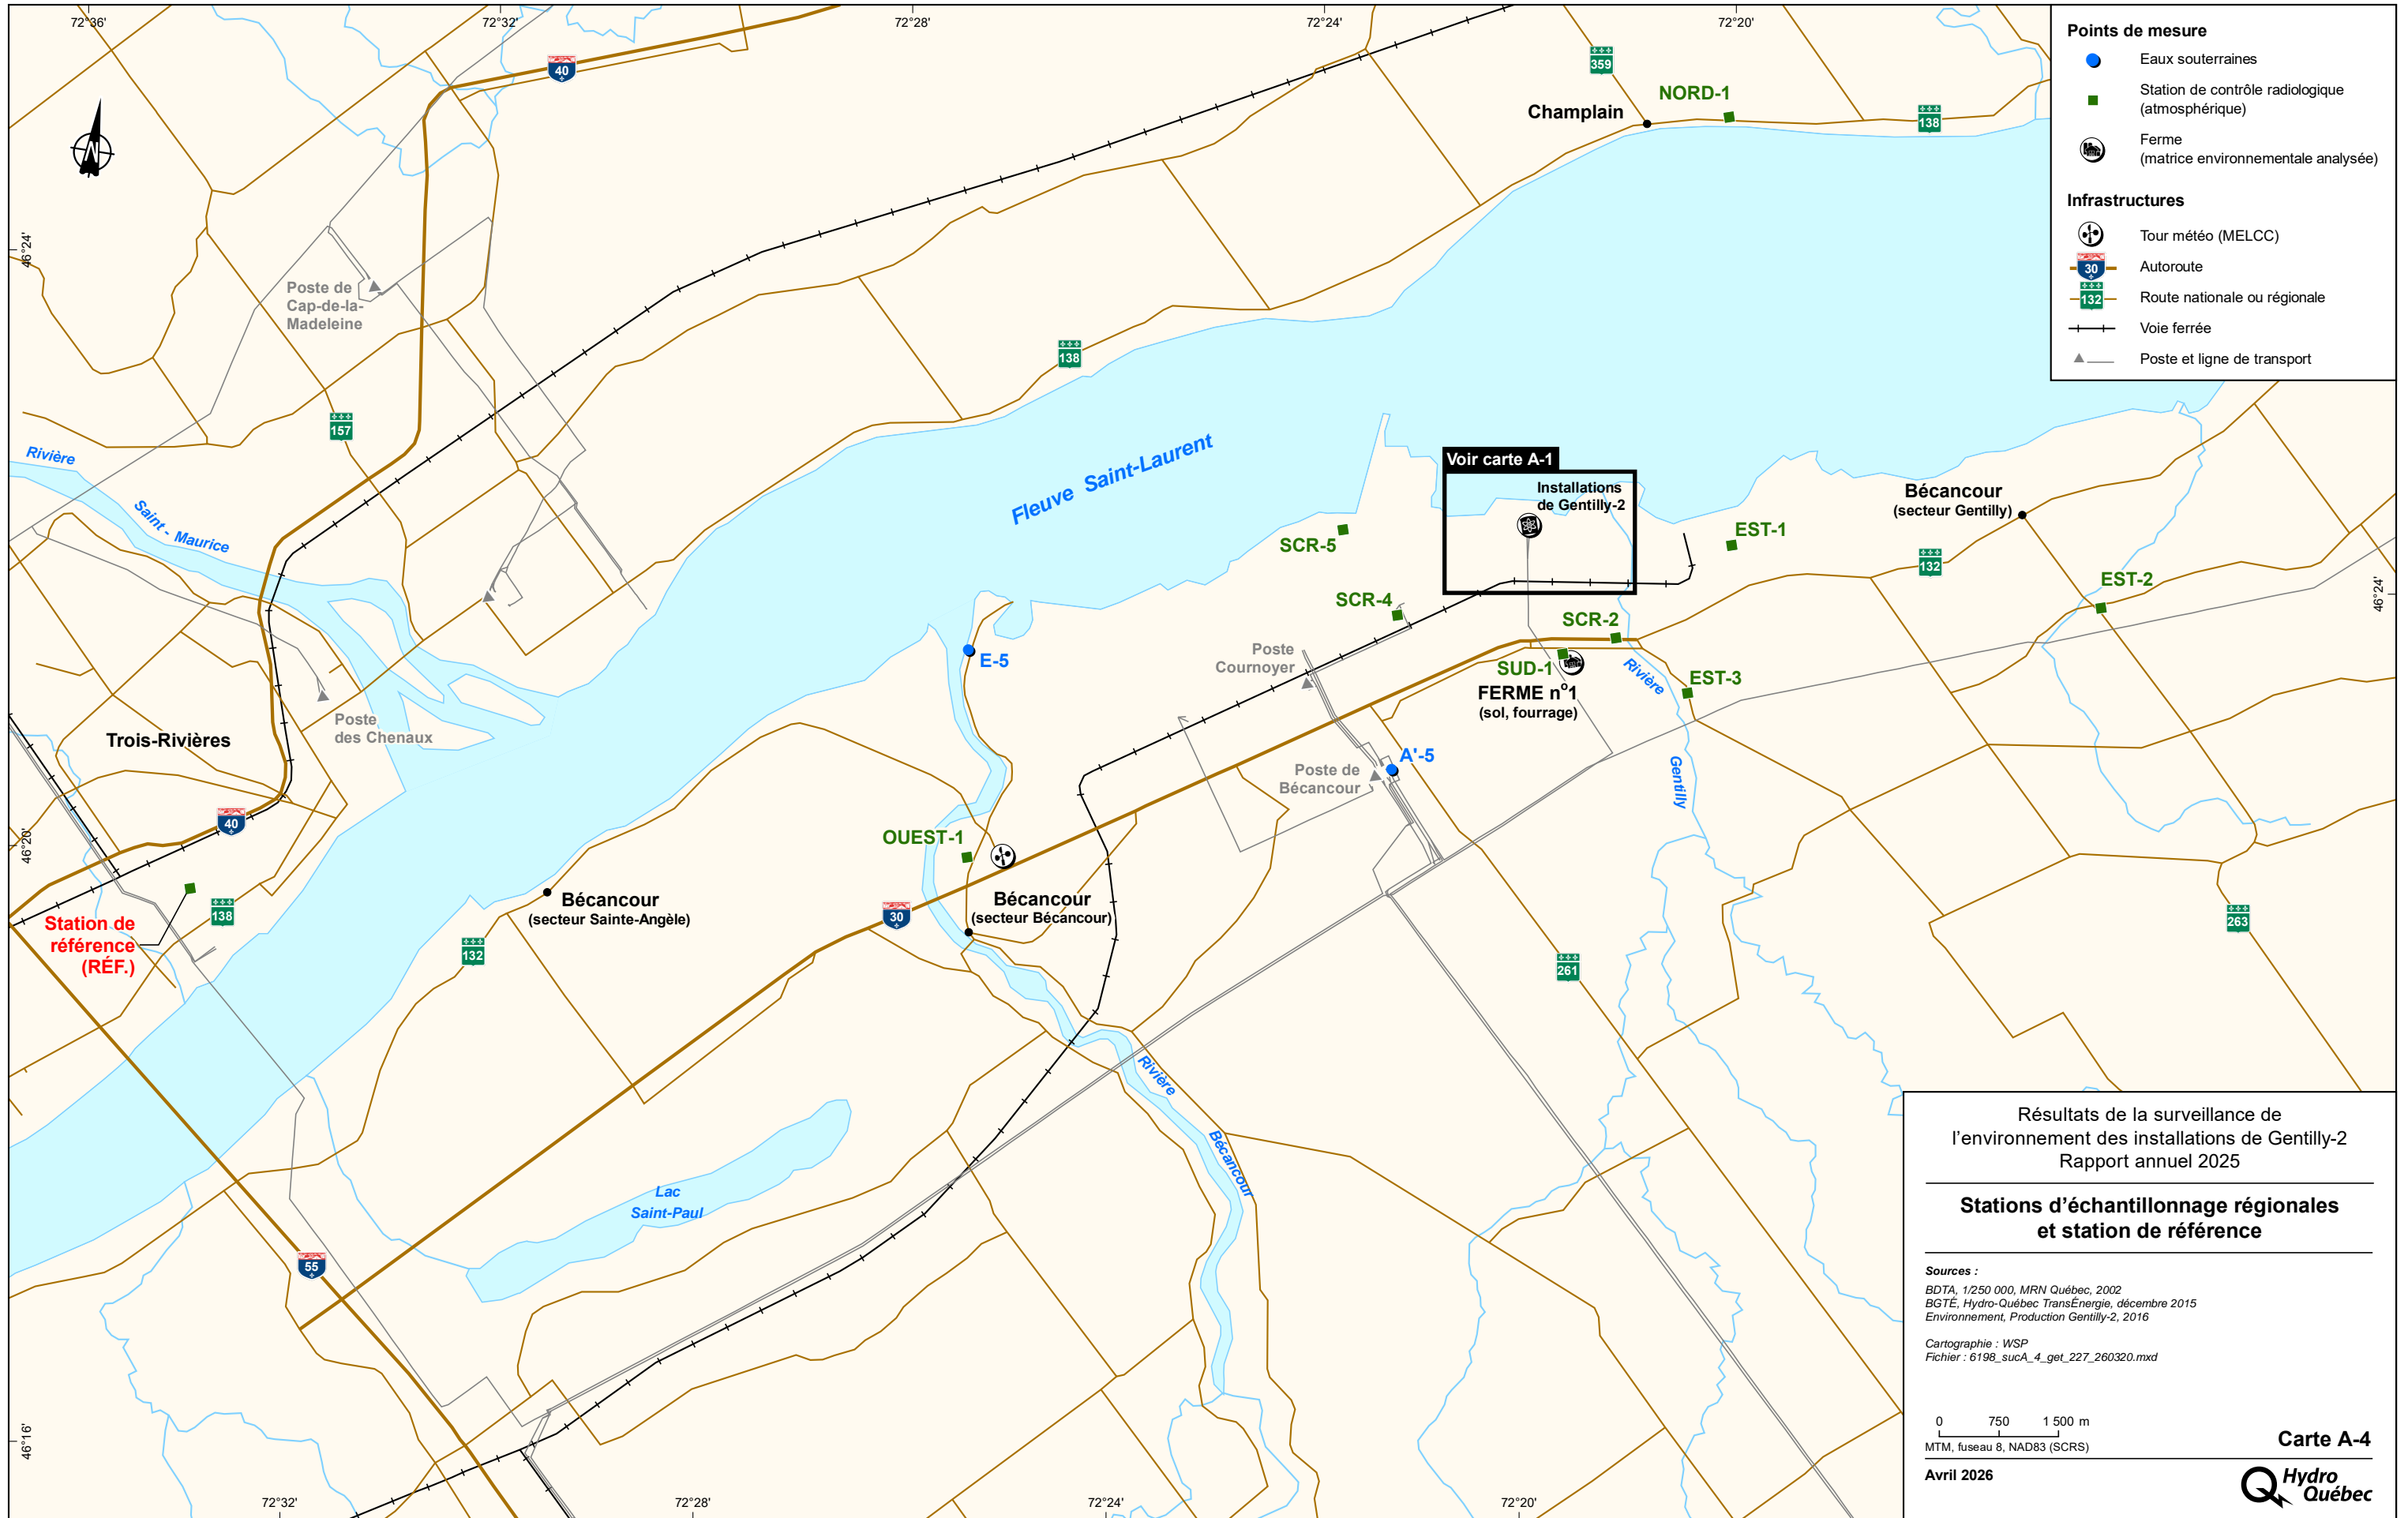 72°36'
72°32'
72°28'
72°24'
72°20'
Points de mesure
Eaux souterraines
Station de contrôle radiologique
(atmosphérique)
Ferme
(matrice environnementale analysée)
Infrastructures
Tour météo (MELCC)
30
Autoroute
132
Route nationale ou régionale
Voie ferrée
Poste et ligne de transport
40
359
NORD-1
Champlain
138
N
46°24'
Poste de
Cap-de-la-
Madeleine
138
157
Rivière
Saint - Maurice
Fleuve Saint-Laurent
Voir carte A-1
Installations
de Gentilly-2
Bécancour
(secteur Gentilly)
SCR-5
EST-1
132
EST-2
46°24'
SCR-4
SCR-2
Poste
Cournoyer
E-5
SUD-1
Rivière
Gentilly
EST-3
FERME n°1
(sol, fourrage)
Poste
des Chenaux
Trois-Rivières
A'-5
Poste de
Bécancour
40
46°20'
OUEST-1
Bécancour
(secteur Sainte-Angèle)
Bécancour
(secteur Bécancour)
30
138
Station de
référence
(RÉF.)
132
261
263
Rivière
Bécancour
Lac
Saint-Paul
55
46°16'
72°32'
72°28'
72°24'
72°20'
Résultats de la surveillance de
l'environnement des installations de Gentilly-2
Rapport annuel 2025
Stations d'échantillonnage régionales
et station de référence
Sources :
BDTA, 1/250 000, MRN Québec, 2002
BGTÉ, Hydro-Québec TransÉnergie, décembre 2015
Environnement, Production Gentilly-2, 2016
Cartographie : WSP
Fichier : 6198_sucA_4_get_227_260320.mxd
0 750 1 500 m
MTM, fuseau 8, NAD83 (SCRS)
Carte A-4
Avril 2026
Hydro
Québec